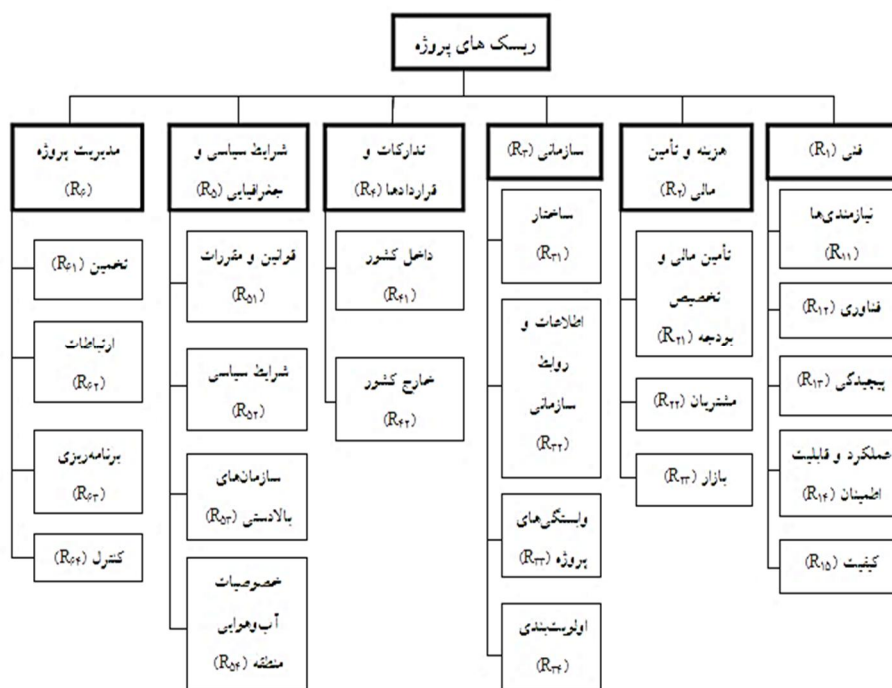 ریسک های پروژه
فنی (R۱)
نیازمندی‌ها
(R۱۱)
فناوری (R۱۲)
پیچیدگی (R۱۳)
عملکرد و قابلیت
اطمینان (R۱۴)
کیفیت (R۱۵)
هزینه و تأمین
مالی (R۲)
تأمین مالی و
تخصیص
بودجه (R۲۱)
مشتریان (R۲۲)
بازار (R۲۳)
سازمانی (R۳)
ساختار
(R۳۱)
اطلاعات و
روابط
سازمانی
(R۳۲)
وابستگی‌های
پروژه (R۳۳)
اولویت‌بندی
(R۳۴)
تدارکات و
قراردادها (R۴)
داخل کشور
(R۴۱)
خارج کشور
(R۴۲)
شرایط سیاسی و
جغرافیایی (R۵)
قوانین و مقررات
(R۵۱)
شرایط سیاسی
(R۵۲)
سازمان‌های
بالادستی (R۵۳)
خصوصیات
آب‌وهوایی
منطقه (R۵۴)
مدیریت پروژه
(R۶)
تخمین (R۶۱)
ارتباطات
(R۶۲)
برنامه‌ریزی
(R۶۳)
کنترل (R۶۴)